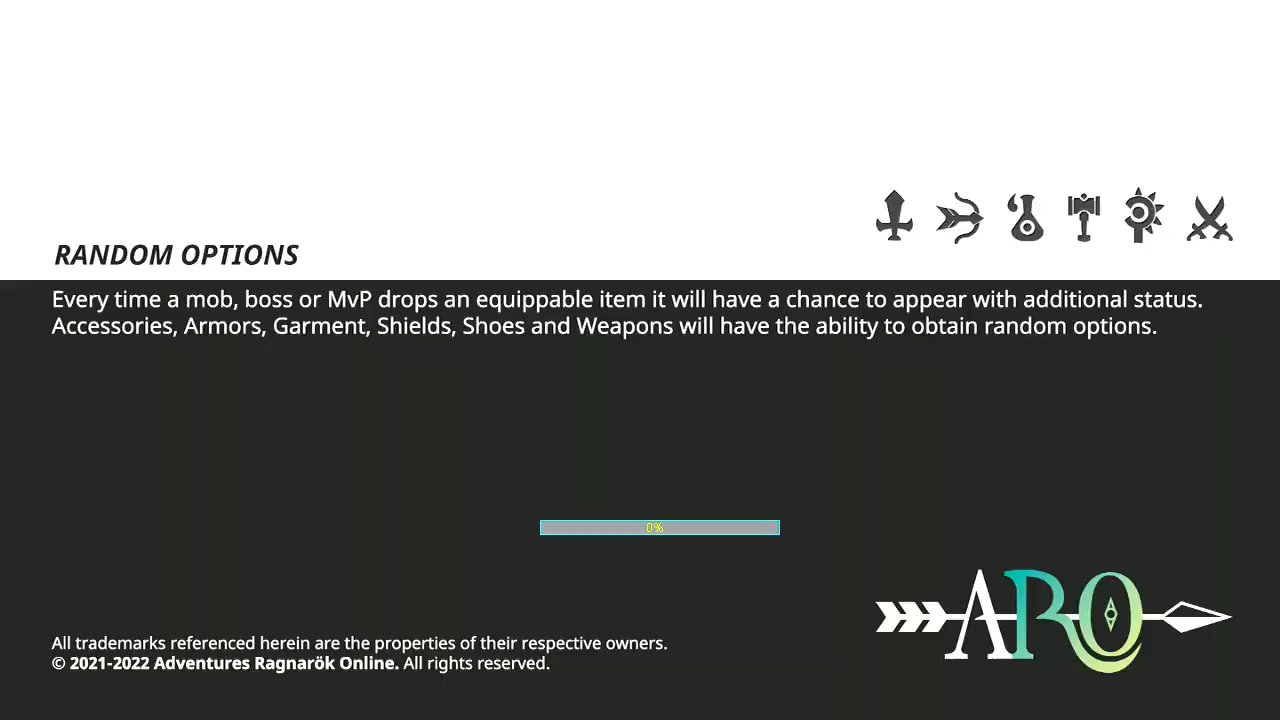 RANDOM OPTIONS
Every time a mob, boss or MvP drops an equippable item it will have a chance to appear with additional status.
Accessories, Armors, Garment, Shields, Shoes and Weapons will have the ability to obtain random options.
0%
ARO
All trademarks referenced herein are the properties of their respective owners.
© 2021-2022 Adventures Ragnarök Online. All rights reserved.